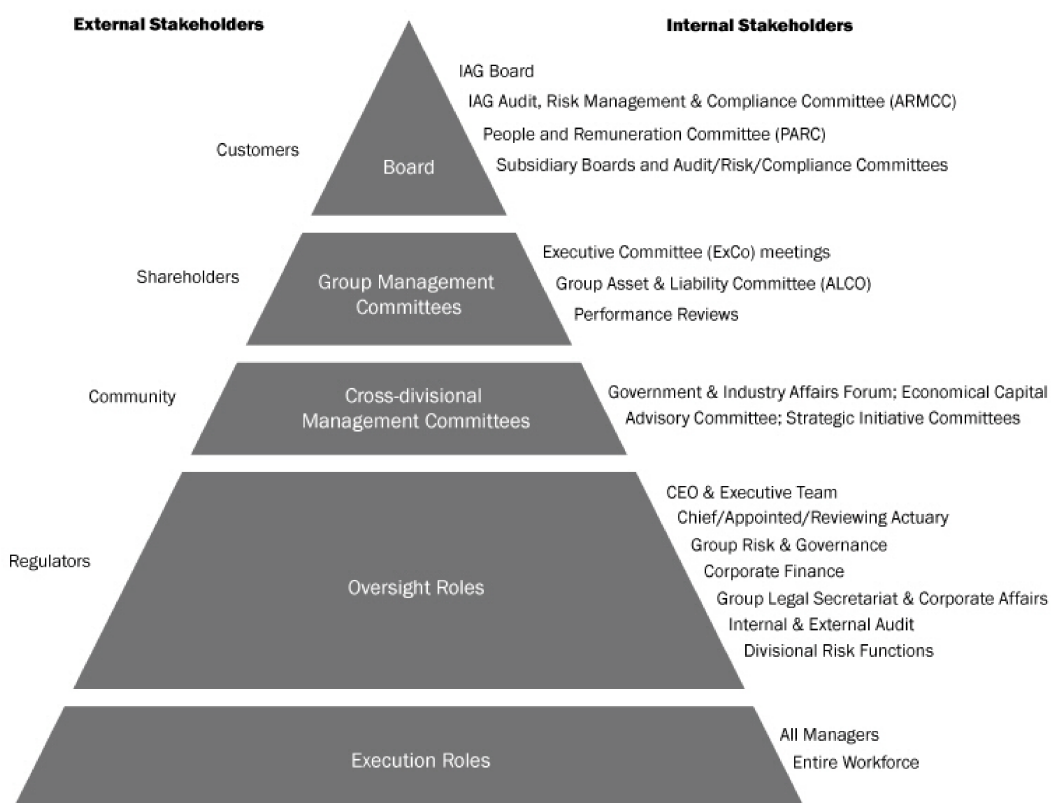 External Stakeholders
Internal Stakeholders
IAG Board
IAG Audit, Risk Management & Compliance Committee (ARMCC)
People and Remuneration Committee (PARC)
Customers
Subsidiary Boards and Audit/Risk/Compliance Committees
Board
Executive Committee (ExCo) meetings
Shareholders
Group Management
Committees
Group Asset & Liability Committee (ALCO)
Performance Reviews
Community
Cross-divisional
Management Committees
Government & Industry Affairs Forum; Economical Capital
Advisory Committee; Strategic Initiative Committees
CEO & Executive Team
Chief/Appointed/Reviewing Actuary
Group Risk & Governance
Regulators
Corporate Finance
Oversight Roles
Group Legal Secretariat & Corporate Affairs
Internal & External Audit
Divisional Risk Functions
All Managers
Execution Roles
Entire Workforce